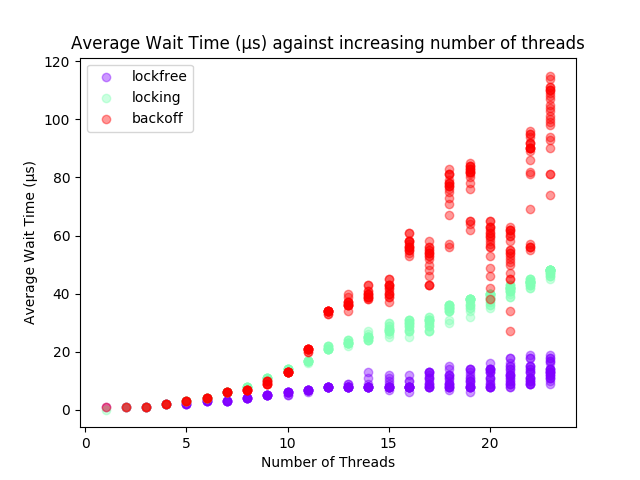 Average Wait Time (µs) against increasing number of threads
lockfree
locking
backoff
Average Wait Time (µs)
120
100
80
60
40
20
0
0 5 10 15 20
Number of Threads